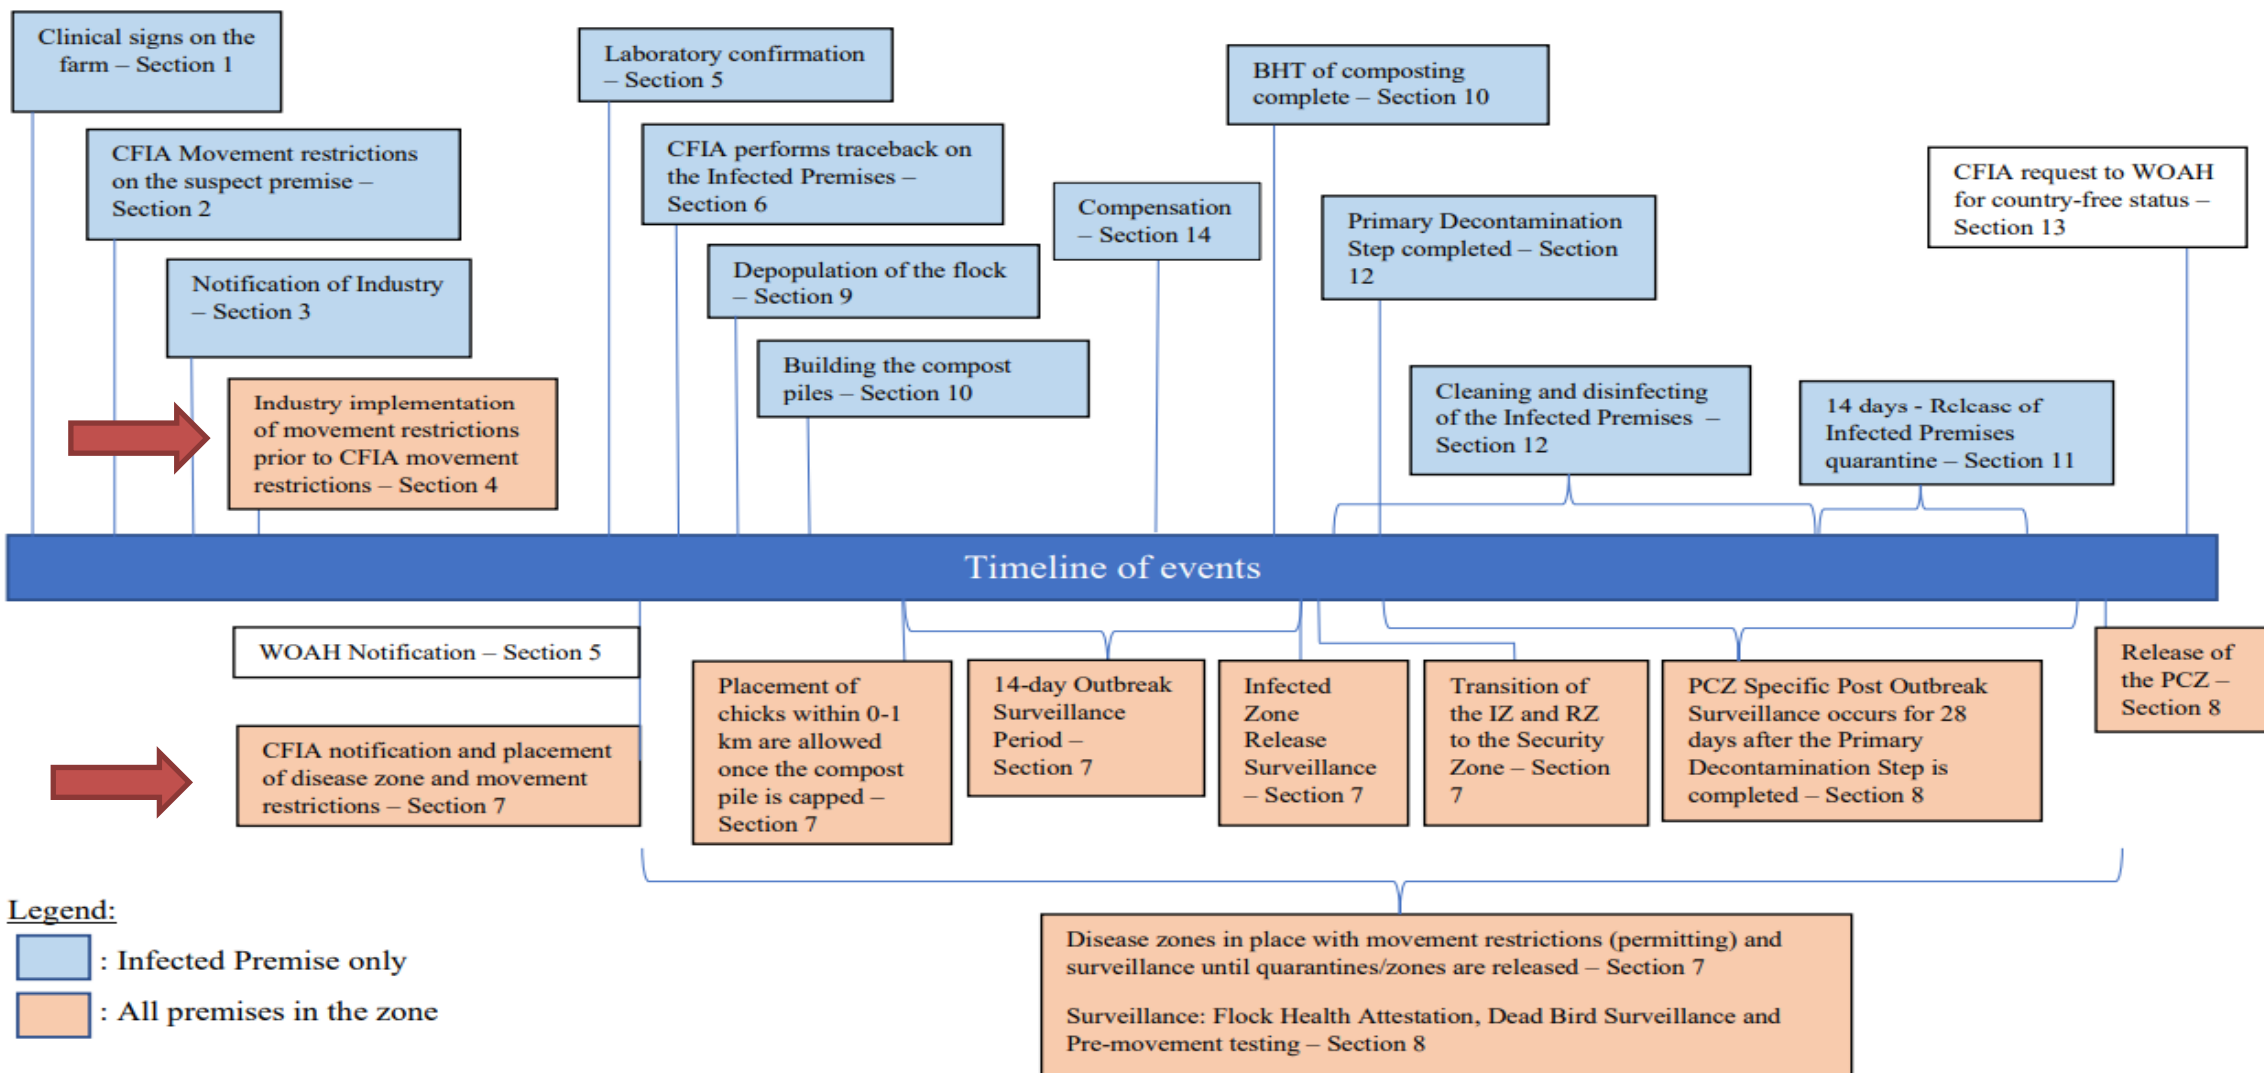 Clinical signs on the
farm – Section 1
CFIA Movement restrictions
on the suspect premise –
Section 2
Notification of Industry
– Section 3
Industry implementation
of movement restrictions
prior to CFIA movement
restrictions – Section 4
Laboratory confirmation
– Section 5
CFIA performs traceback on
the Infected Premises –
Section 6
Depopulation of the flock
– Section 9
Building the compost
piles – Section 10
Compensation
– Section 14
BHT of composting
complete – Section 10
Primary Decontamination
Step completed – Section
12
Cleaning and disinfecting
of the Infected Premises –
Section 12
14 days - Release of
Infected Premises
quarantine – Section 11
CFIA request to WOAH
for country-free status –
Section 13
Timeline of events
WOAH Notification – Section 5
CFIA notification and placement
of disease zone and movement
restrictions – Section 7
Placement of
chicks within 0-1
km are allowed
once the compost
pile is capped –
Section 7
14-day Outbreak
Surveillance
Period –
Section 7
Infected
Zone
Release
Surveillance
– Section 7
Transition of
the IZ and RZ
to the Security
Zone – Section
7
PCZ Specific Post Outbreak
Surveillance occurs for 28
days after the Primary
Decontamination Step is
completed – Section 8
Release of
the PCZ –
Section 8
Disease zones in place with movement restrictions (permitting) and
surveillance until quarantines/zones are released – Section 7
Surveillance: Flock Health Attestation, Dead Bird Surveillance and
Pre-movement testing – Section 8
Legend:
: Infected Premise only
: All premises in the zone